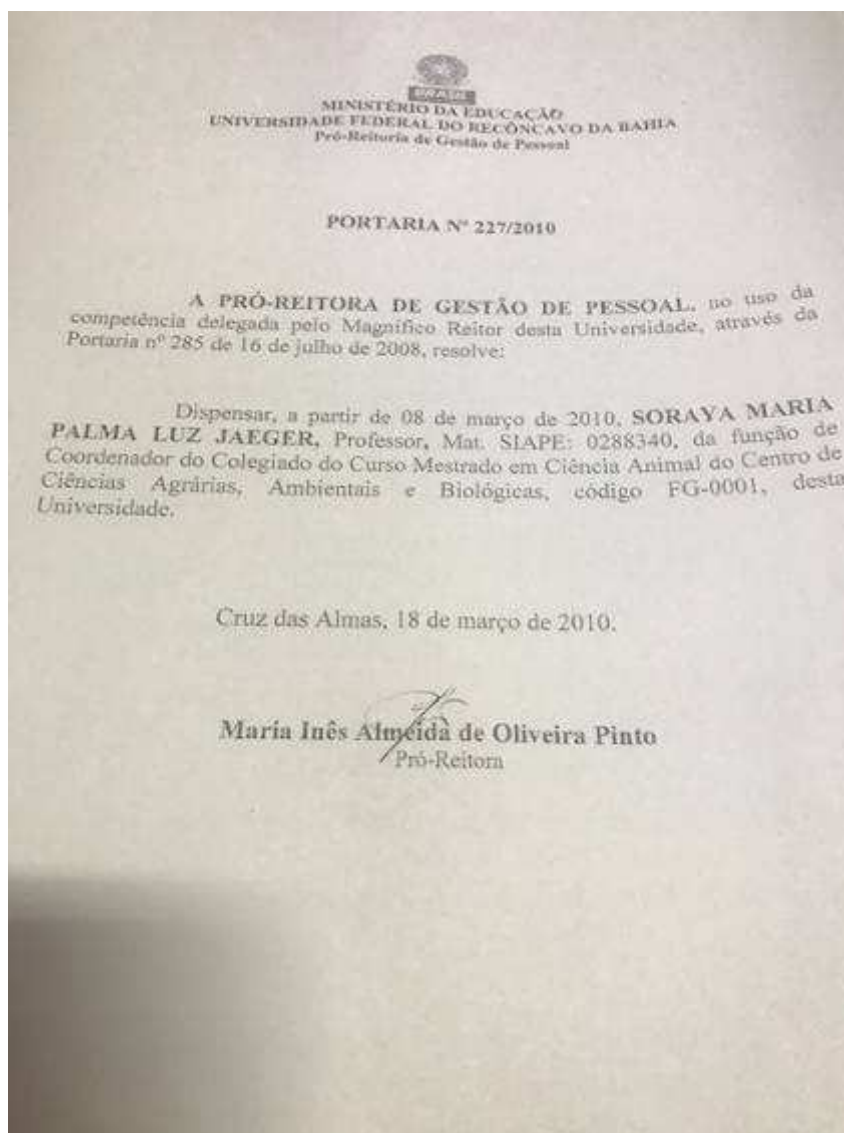 BRASIL
MINISTÉRIO DA EDUCAÇÃO
UNIVERSIDADE FEDERAL DO RECÔNCAVO DA BAHIA
Pró-Reitoria de Gestão de Pessoal
PORTARIA Nº 227/2010
A PRÓ-REITORA DE GESTÃO DE PESSOAL, no uso da
competência delegada pelo Magnífico Reitor desta Universidade, através da
Portaria nº 285 de 16 de julho de 2008, resolve:
Dispensar, a partir de 08 de março de 2010, SORAYA MARIA
PALMA LUZ JAEGER, Professor, Mat. SIAPE: 0288340, da função de
Coordenador do Colegiado do Curso Mestrado em Ciência Animal do Centro de
Ciências Agrárias, Ambientais e Biológicas, código FG-0001, desta
Universidade.
Cruz das Almas, 18 de março de 2010.
Maria Inês Almeida de Oliveira Pinto
Pró-Reitora